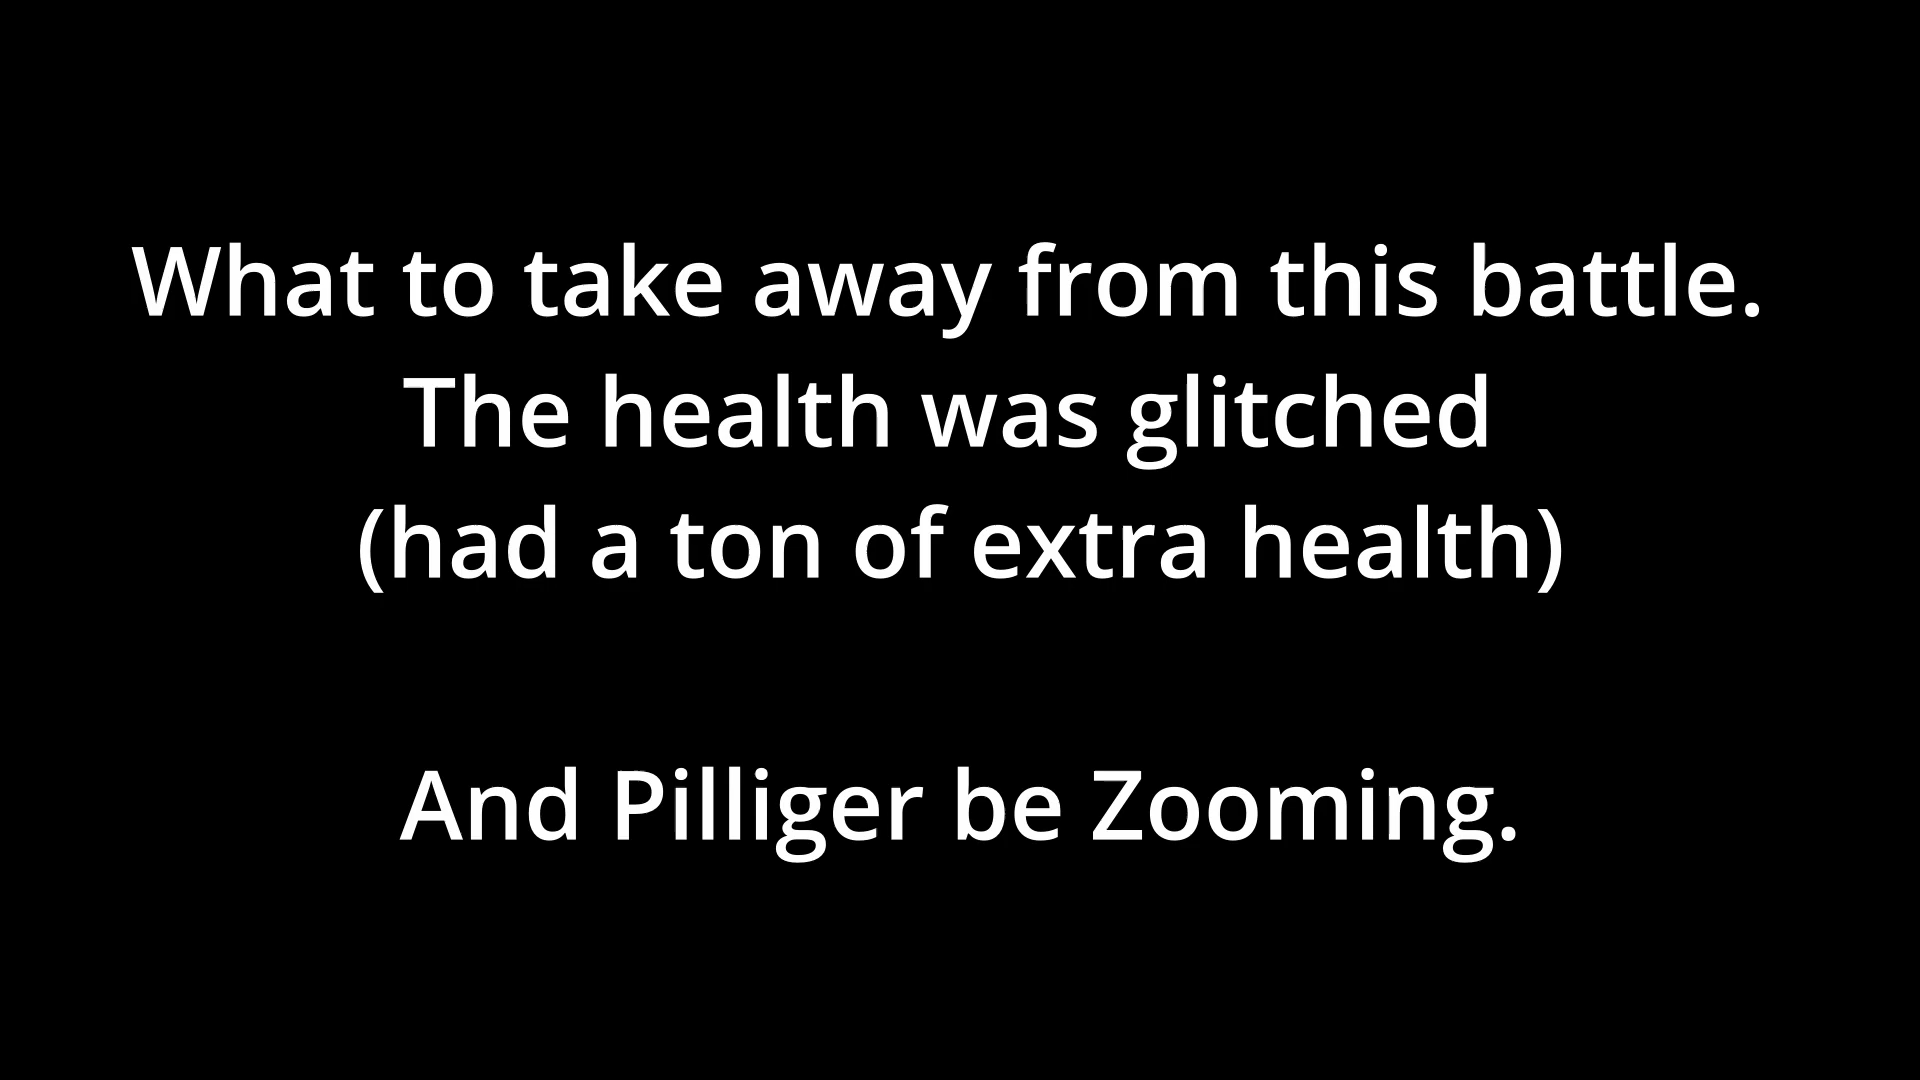 What to take away from this battle.
The health was glitched
(had a ton of extra health)
And Pilliger be Zooming.